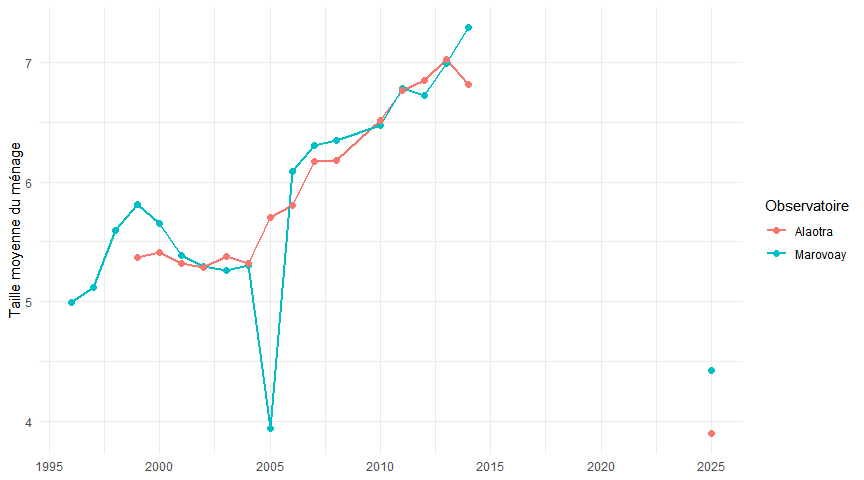 Taille moyenne du ménage
7
6
5
4
1995 2000 2005 2010 2015 2020 2025
Observatoire
Alaotra
Marovoay